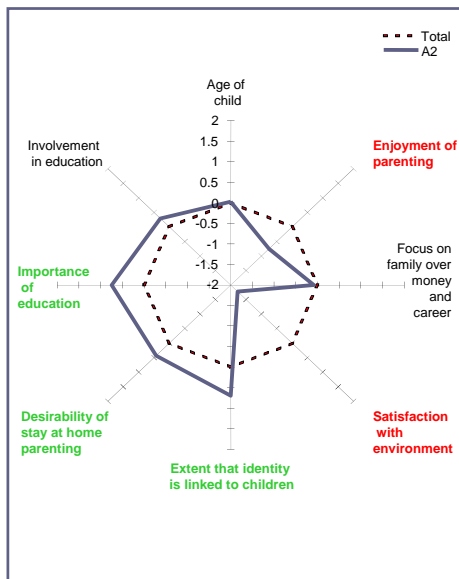 Total
A2
Age of
child
Enjoyment of
parenting
Focus on
family over
money
and
career
Satisfaction
with
environment
Extent that identity
is linked to children
Desirability of
stay at home
parenting
Importance
of
education
Involvement
in education
2
1.5
1
0.5
0
-0.5
-1
-1.5
-2